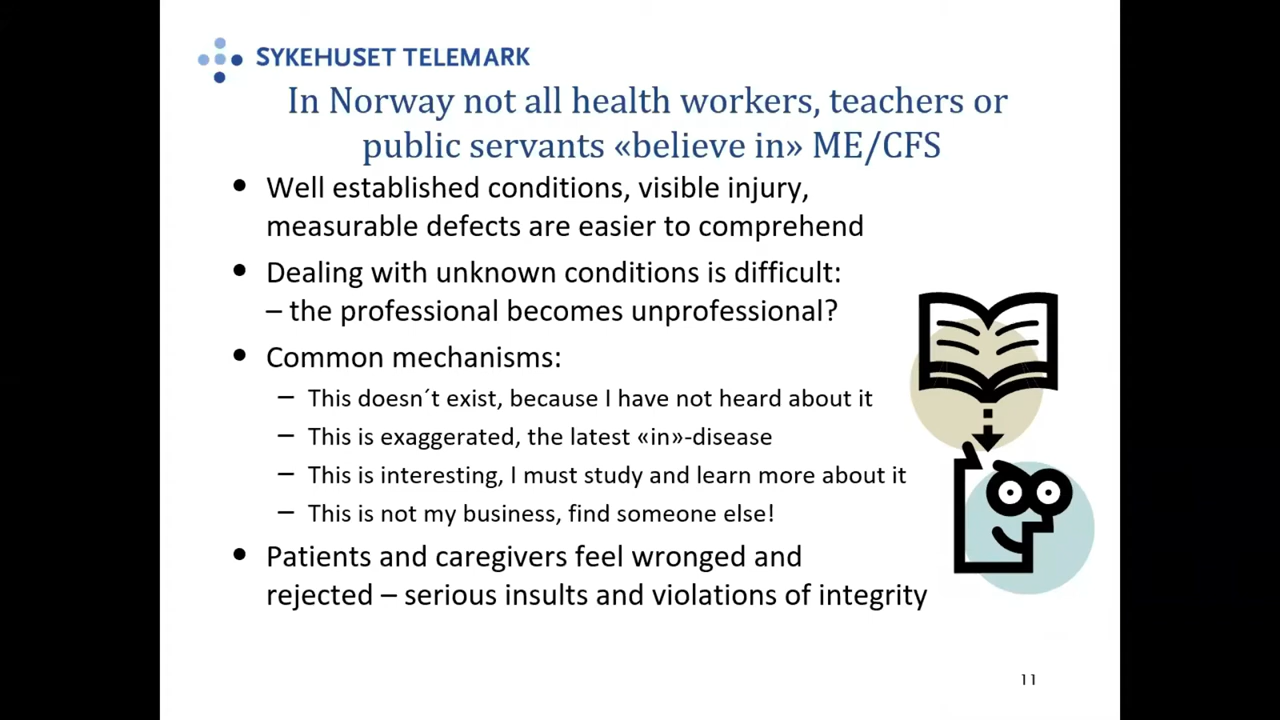 SYKEHUSET TELEMARK
In Norway not all health workers, teachers or
public servants «believe in» ME/CFS
• Well established conditions, visible injury,
measurable defects are easier to comprehend
• Dealing with unknown conditions is difficult:
– the professional becomes unprofessional?
• Common mechanisms:
– This doesn´t exist, because I have not heard about it
– This is exaggerated, the latest «in»-disease
– This is interesting, I must study and learn more about it
– This is not my business, find someone else!
• Patients and caregivers feel wronged and
rejected – serious insults and violations of integrity
11